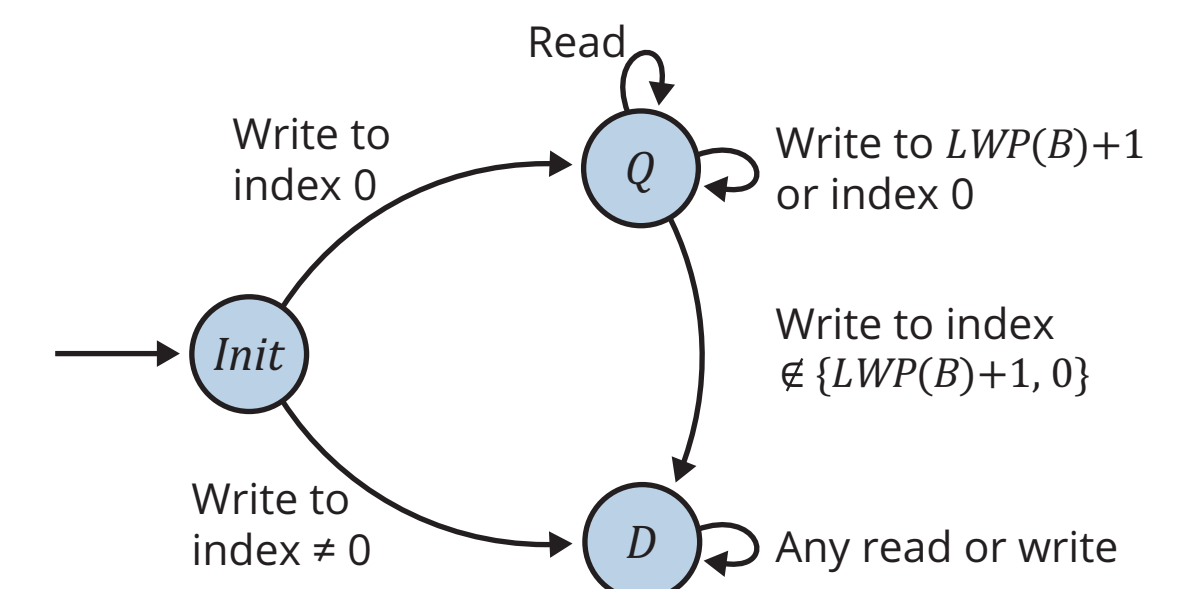 Read
Write to
index 0
Q
Write to LWP(B)+1
or index 0
Init
Write to index
∉ {LWP(B)+1, 0}
Write to
index ≠ 0
D
Any read or write